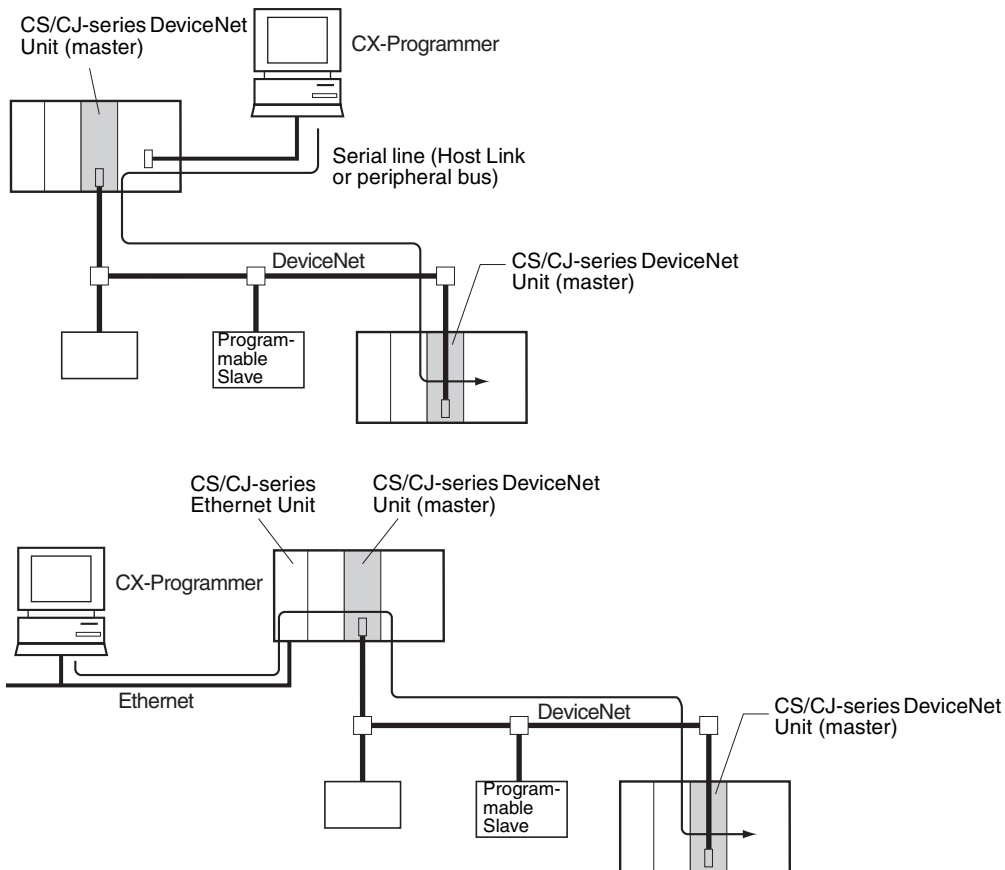 CS/CJ-series DeviceNet
Unit (master)
CX-Programmer
Serial line (Host Link
or peripheral bus)
DeviceNet
CS/CJ-series DeviceNet
Unit (master)
Program-
mable
Slave
CS/CJ-series
Ethernet Unit
CS/CJ-series DeviceNet
Unit (master)
CX-Programmer
Ethernet
DeviceNet
CS/CJ-series DeviceNet
Unit (master)
Program-
mable
Slave